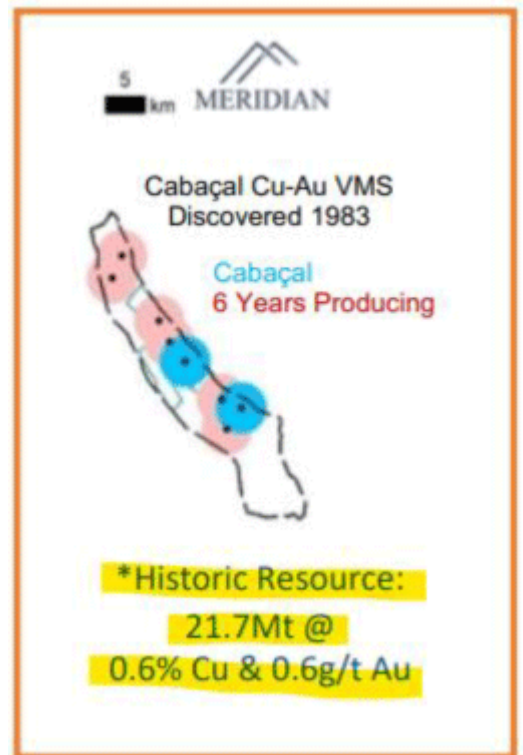 5
km
MERIDIAN
Cabaçal Cu-Au VMS
Discovered 1983
Cabaçal
6 Years Producing
*Historic Resource:
21.7Mt @
0.6% Cu & 0.6g/t Au